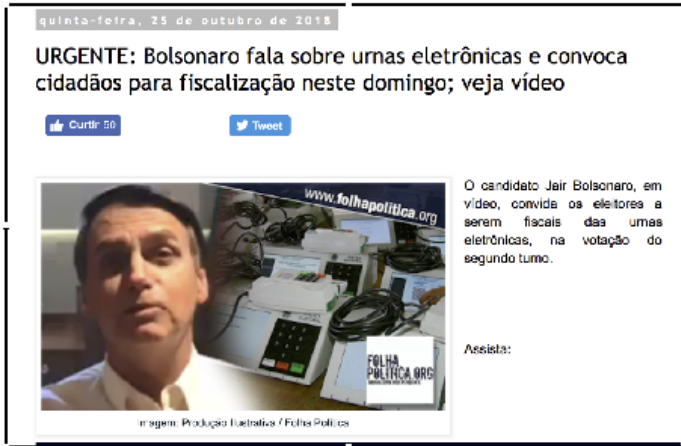 quinta-feira, 25 de outubro de 2018
URGENTE: Bolsonaro fala sobre urnas eletrônicas e convoca
cidadãos para fiscalização neste domingo; veja vídeo
Curtir 50
Tweet
www.folhapolitica.org
O candidato Jair Bolsonaro, em
vídeo, convida os eleitores a
serem fiscais das urnas
eletrônicas, na votação do
segundo turno.
Assista:
FOLHA
POLITICA.ORG
Imagem: Produção Ilustrativa / Folha Política